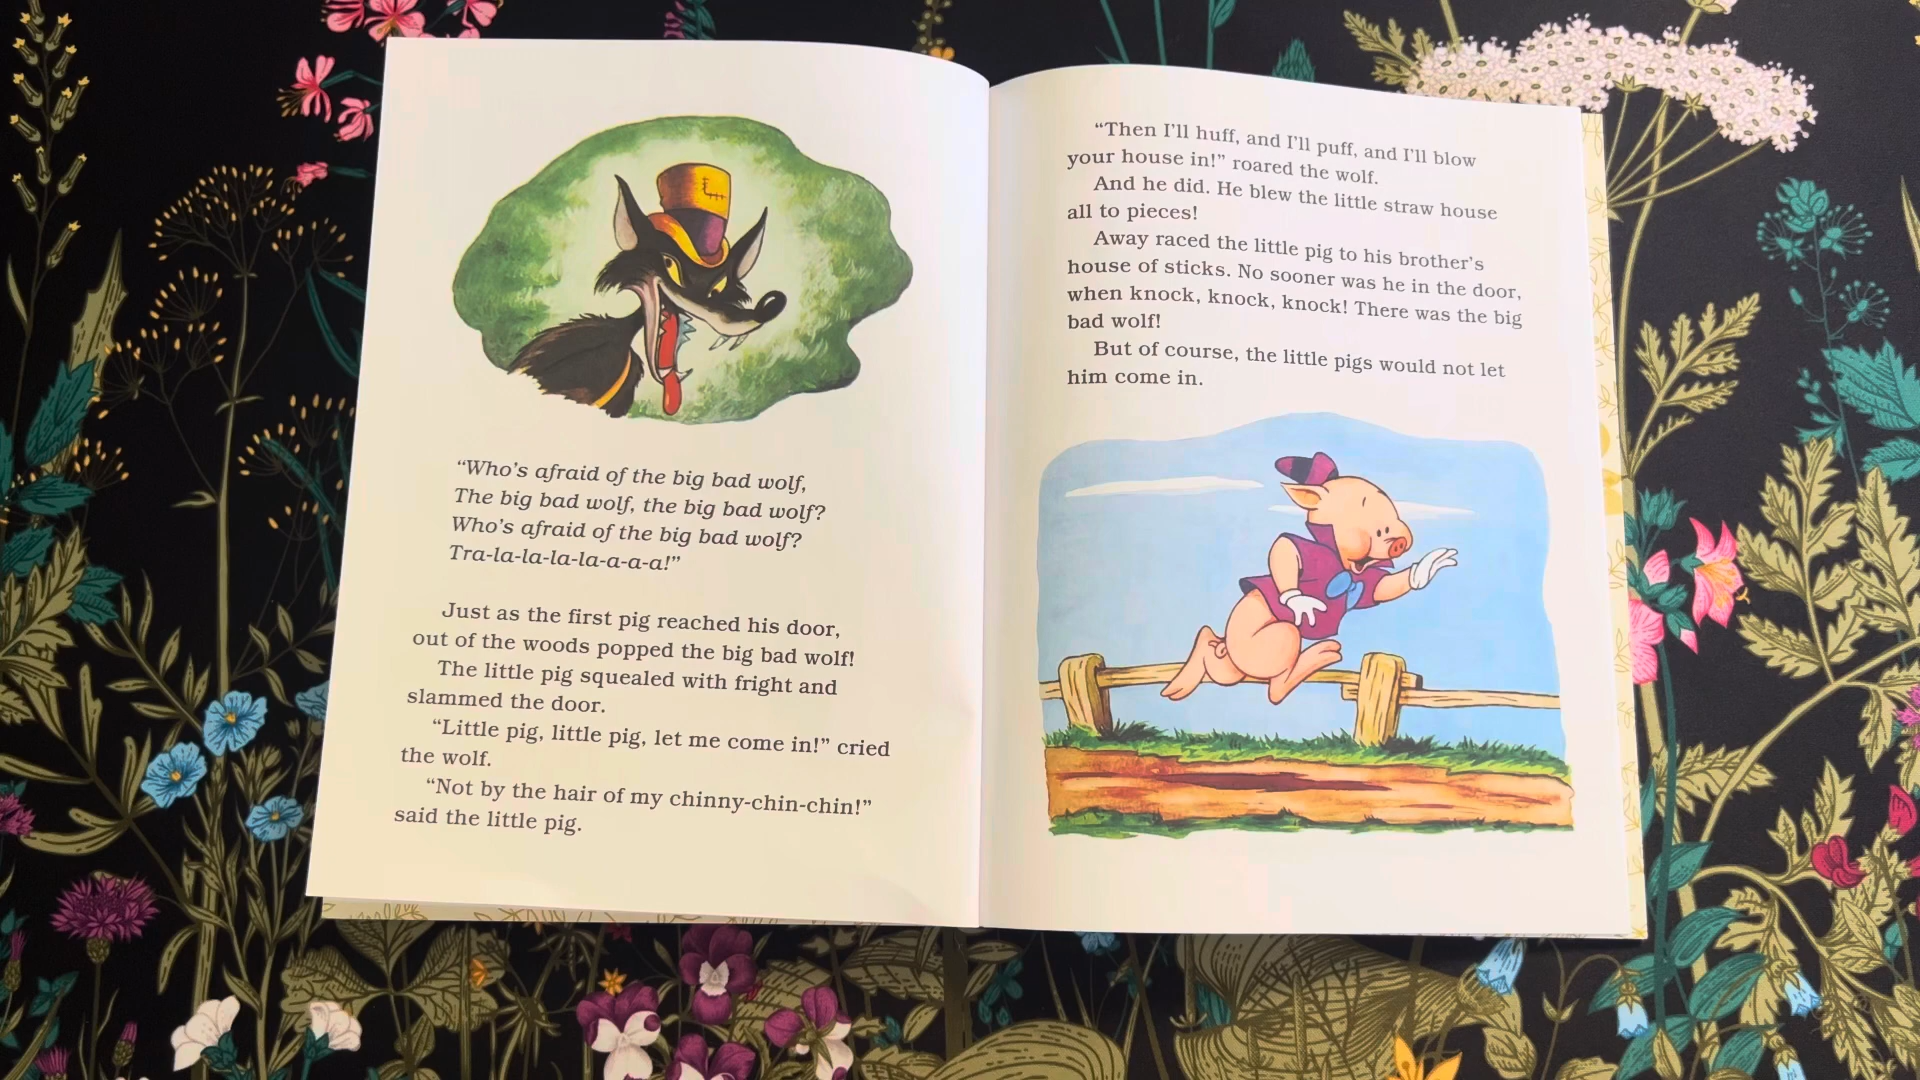 “Who’s afraid of the big bad wolf,
The big bad wolf, the big bad wolf?
Who’s afraid of the big bad wolf?
Tra-la-la-la-la-a-a-a!”
Just as the first pig reached his door,
out of the woods popped the big bad wolf!
The little pig squealed with fright and
slammed the door.
“Little pig, little pig, let me come in!” cried
the wolf.
“Not by the hair of my chinny-chin-chin!”
said the little pig.
“Then I’ll huff, and I’ll puff, and I’ll blow
your house in!” roared the wolf.
And he did. He blew the little straw house
all to pieces!
Away raced the little pig to his brother’s
house of sticks. No sooner was he in the door,
when knock, knock, knock! There was the big
bad wolf!
But of course, the little pigs would not let
him come in.